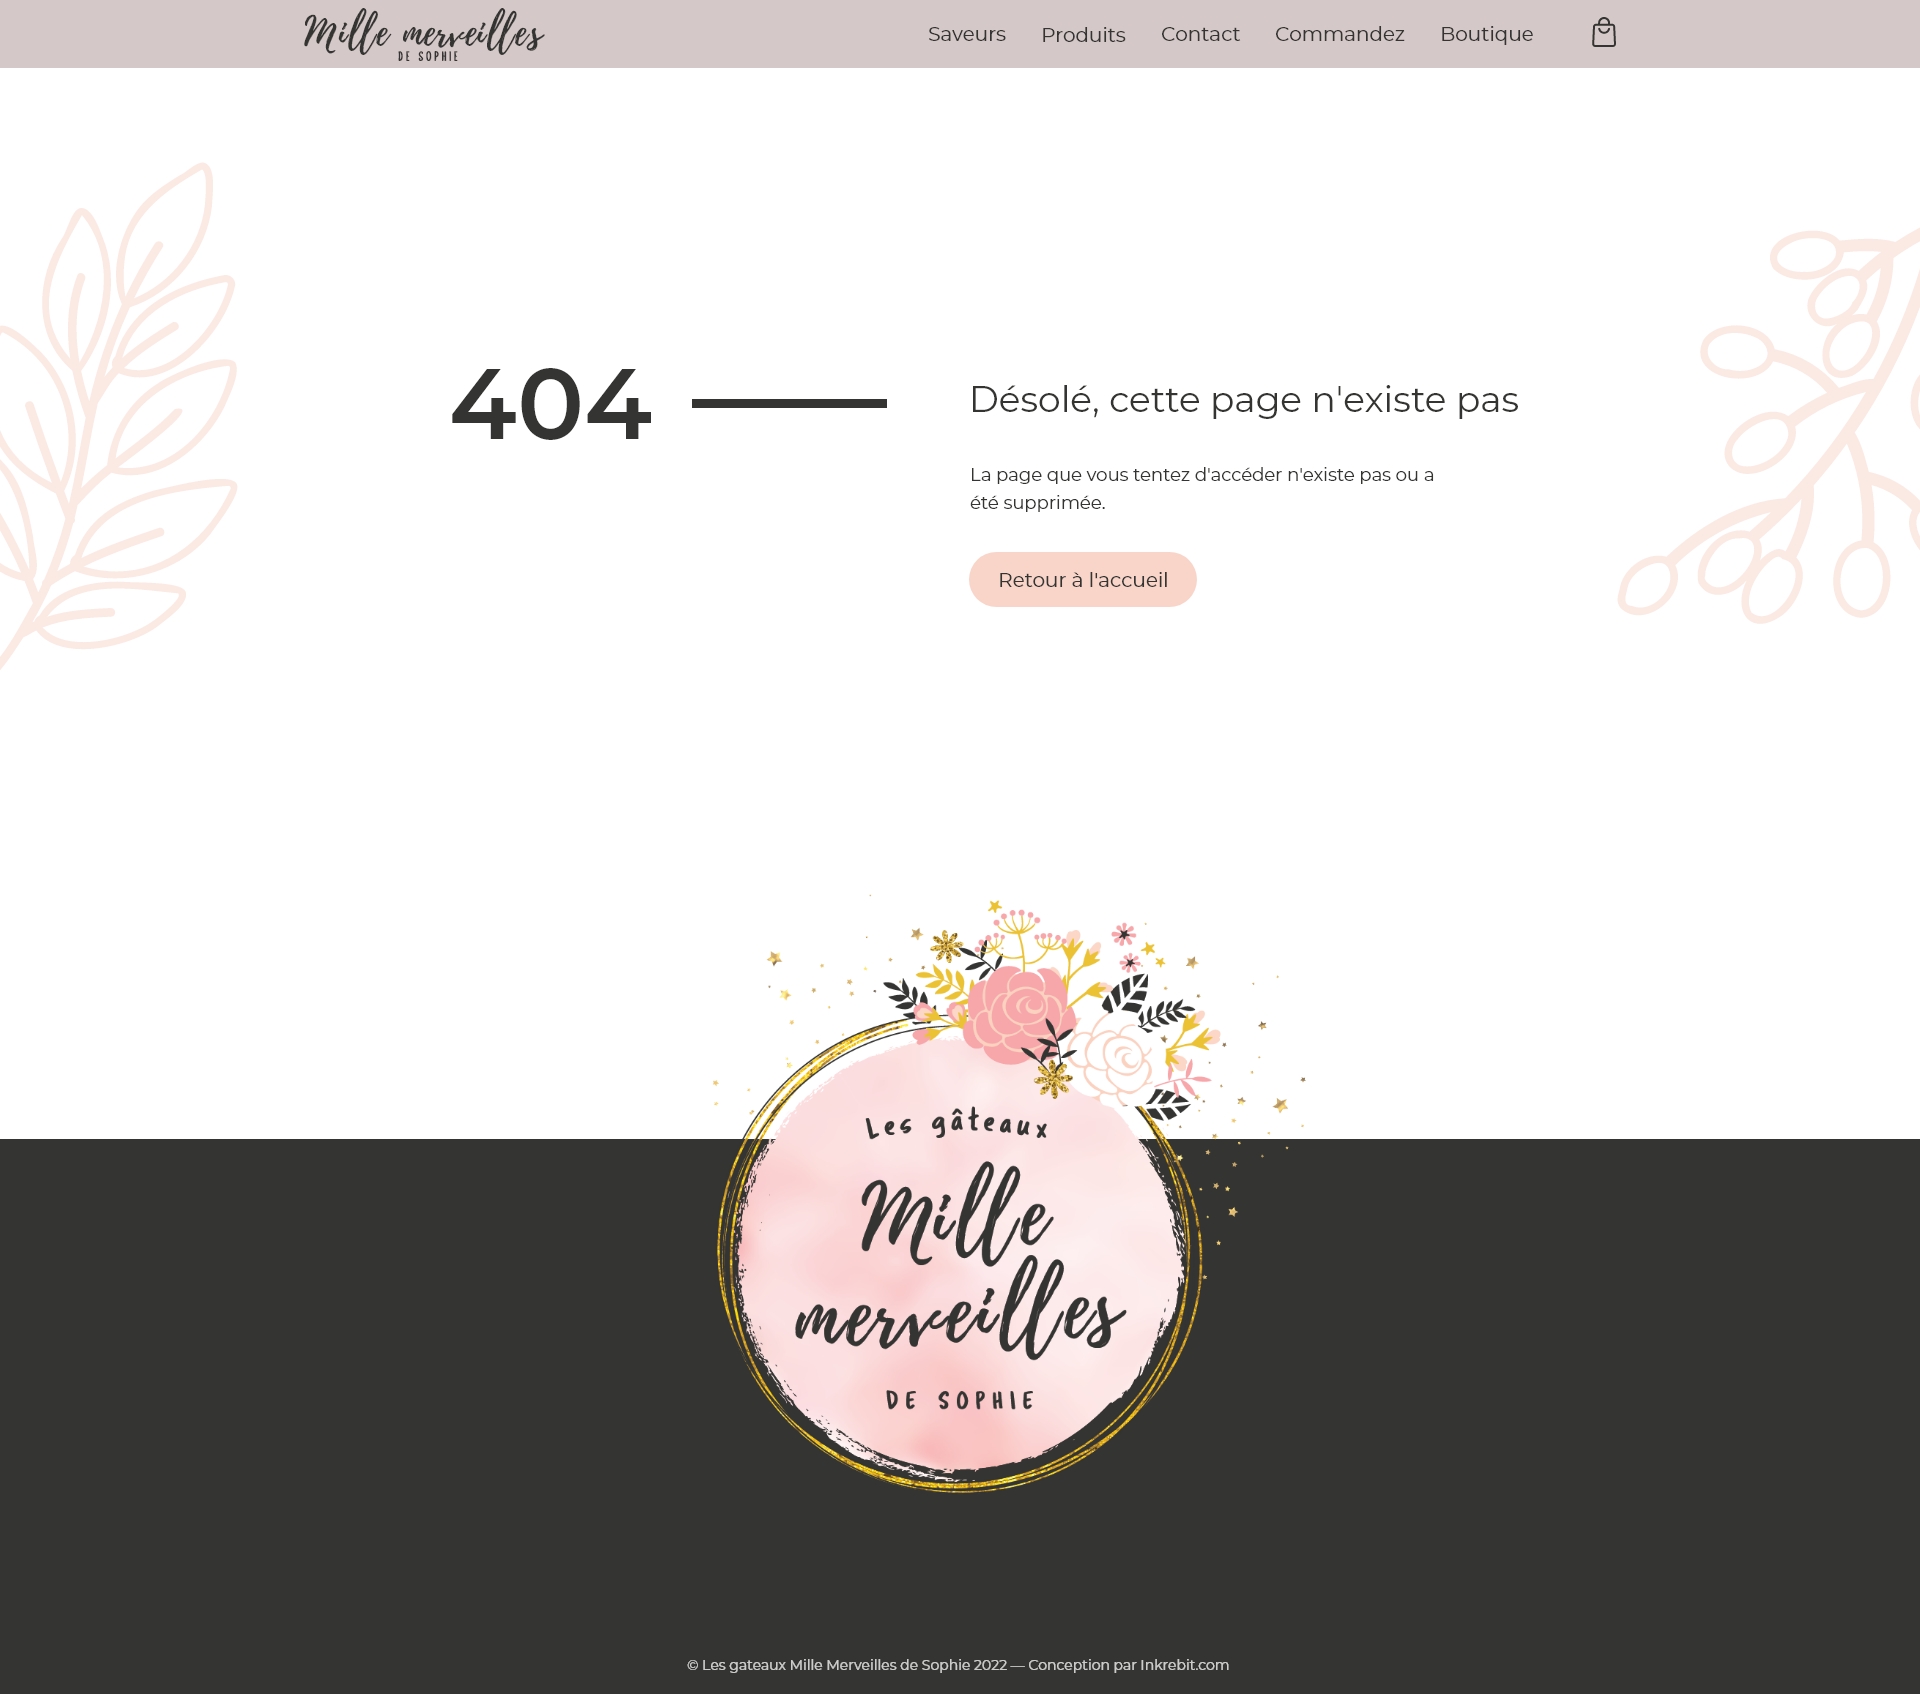 Mille merveilles
DE SOPHIE
Saveurs Produits Contact Commandez Boutique
404
Désolé, cette page n'existe pas
La page que vous tentez d'accéder n'existe pas ou a
été supprimée.
Retour à l'accueil
Les gâteaux
Mille
merveilles
DE SOPHIE
© Les gateaux Mille Merveilles de Sophie 2022 — Conception par Inkrebit.com